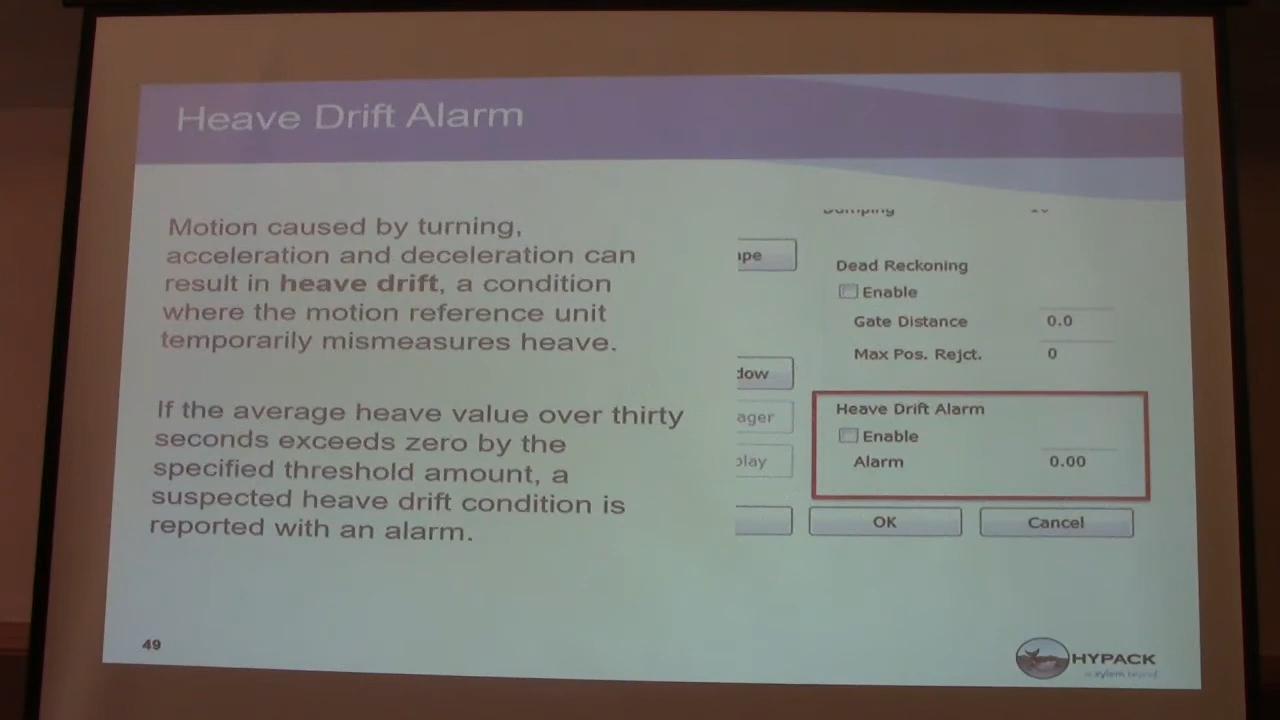 Heave Drift Alarm
Motion caused by turning,
acceleration and deceleration can
result in heave drift, a condition
where the motion reference unit
temporarily mismeasures heave.
If the average heave value over thirty
seconds exceeds zero by the
specified threshold amount, a
suspected heave drift condition is
reported with an alarm.
Damping
ape
Dead Reckoning
Enable
Gate Distance 0.0
Max Pos. Rejct. 0
dow
ager
play
Heave Drift Alarm
Enable
Alarm 0.00
OK Cancel
49
HYPACK
a xylem brand